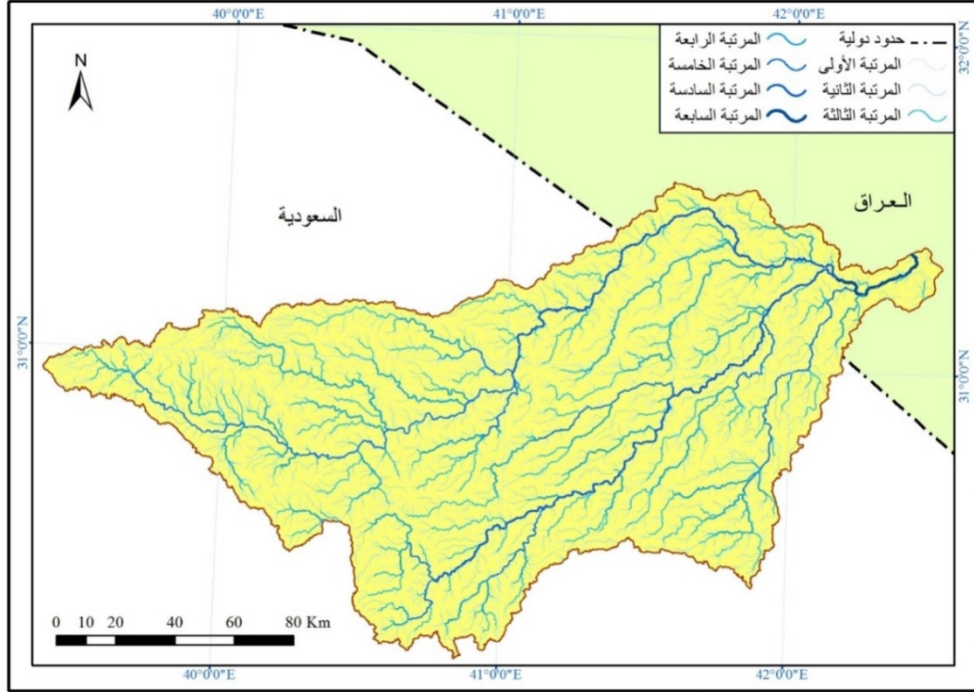 40°0'0"E 41°0'0"E 42°0'0"E
32°0'0"N
حدود دولية
المرتبة الأولى
المرتبة الثانية
المرتبة الثالثة
المرتبة الرابعة
المرتبة الخامسة
المرتبة السادسة
المرتبة السابعة
N
العراق
السعودية
31°0'0"N
31°0'0"N
0 10 20 40 60 80 Km
40°0'0"E 41°0'0"E 42°0'0"E